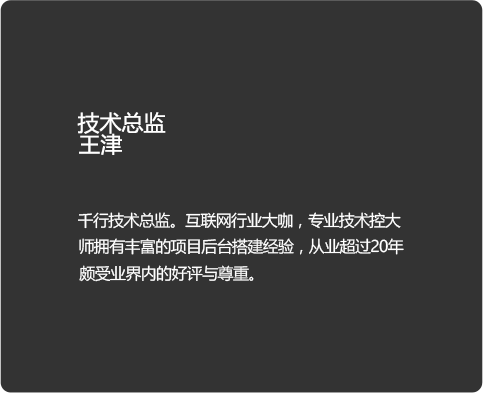 技术总监
王津
千行技术总监。互联网行业大咖，专业技术控大
师拥有丰富的项目后台搭建经验，从业超过20年
颇受业界内的好评与尊重。